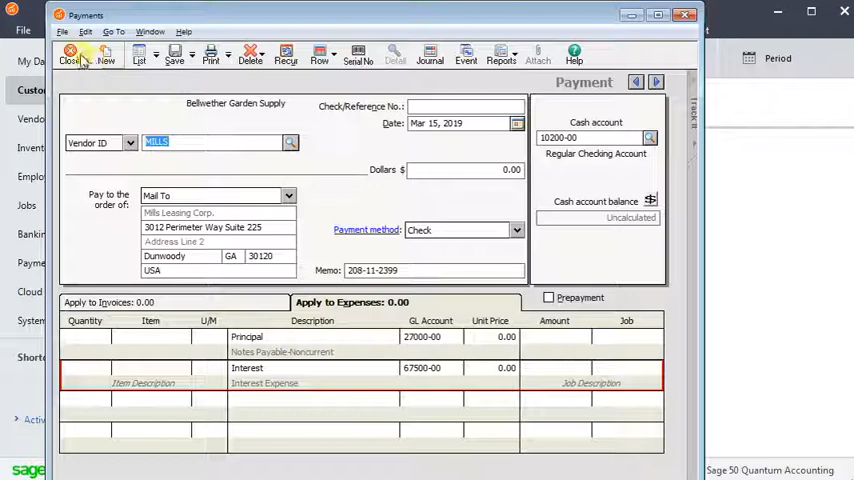 Payments
File
File Edit Go To Window Help
My Da
Close New List Save Print Delete Recur Row Serial No Detail Journal Event Reports Attach Help
Period
Custo
Payment
Track It
Bellwether Garden Supply
Check/Reference No.:
Vendo
Date: Mar 15, 2019
Cash account
10200-00
Invent
Vendor ID MILLS
Regular Checking Account
Emplo
Dollars $ 0.00
Jobs
Pay to the
order of:
Mail To
Cash account balance
Mills Leasing Corp.
Uncalculated
Bankin
3012 Perimeter Way Suite 225
Payment method: Check
Address Line 2
Payme
Dunwoody GA 30120
USA
Memo: 208-11-2399
Cloud
Apply to Invoices: 0.00
Apply to Expenses: 0.00
Prepayment
System
Quantity Item U/M Description GL Account Unit Price Amount Job
Principal 27000-00 0.00
Notes Payable-Noncurrent
Short
Interest 67500-00 0.00
Item Description Interest Expense Job Description
Activ
sage
Sage 50 Quantum Accounting